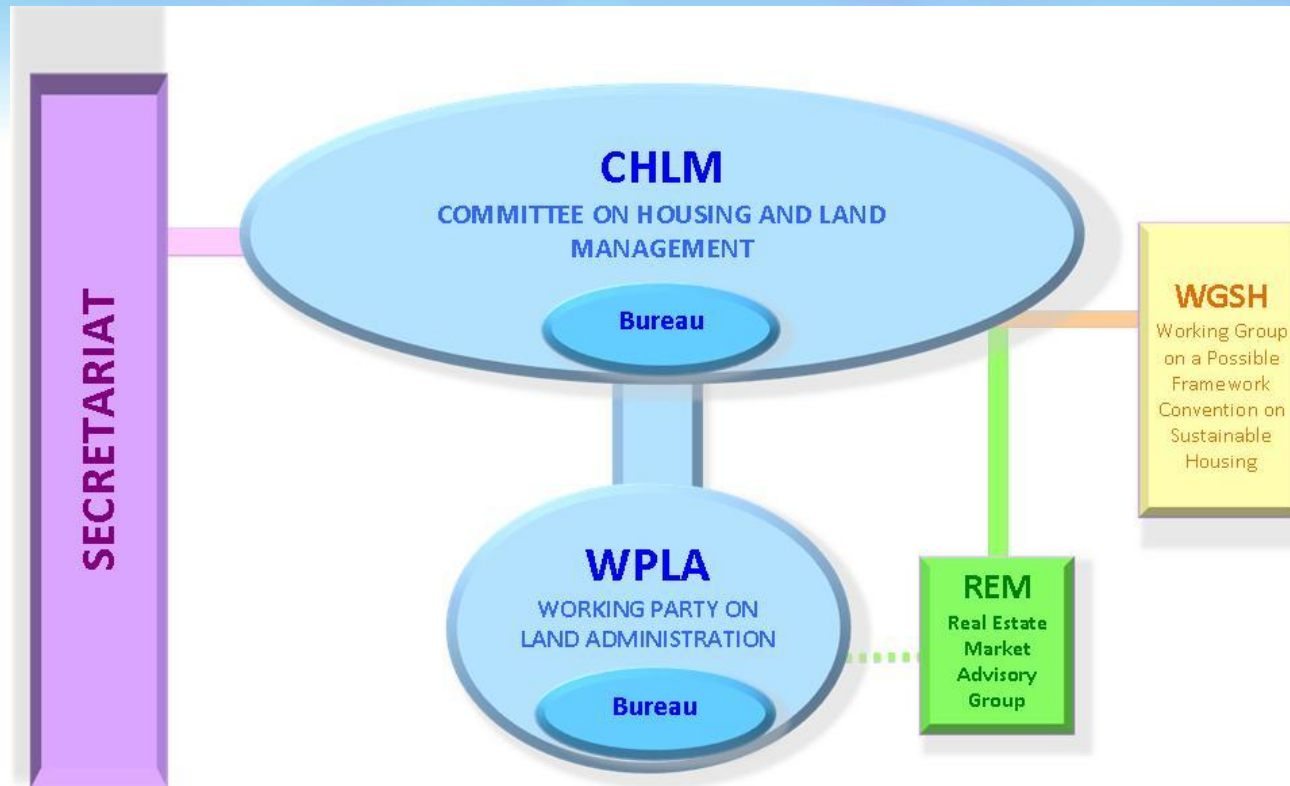 SECRETARIAT
CHLM
COMMITTEE ON HOUSING AND LAND
MANAGEMENT
Bureau
WGSH
Working Group
on a Possible
Framework
Convention on
Sustainable
Housing
WPLA
WORKING PARTY ON
LAND ADMINISTRATION
Bureau
REM
Real Estate
Market
Advisory
Group